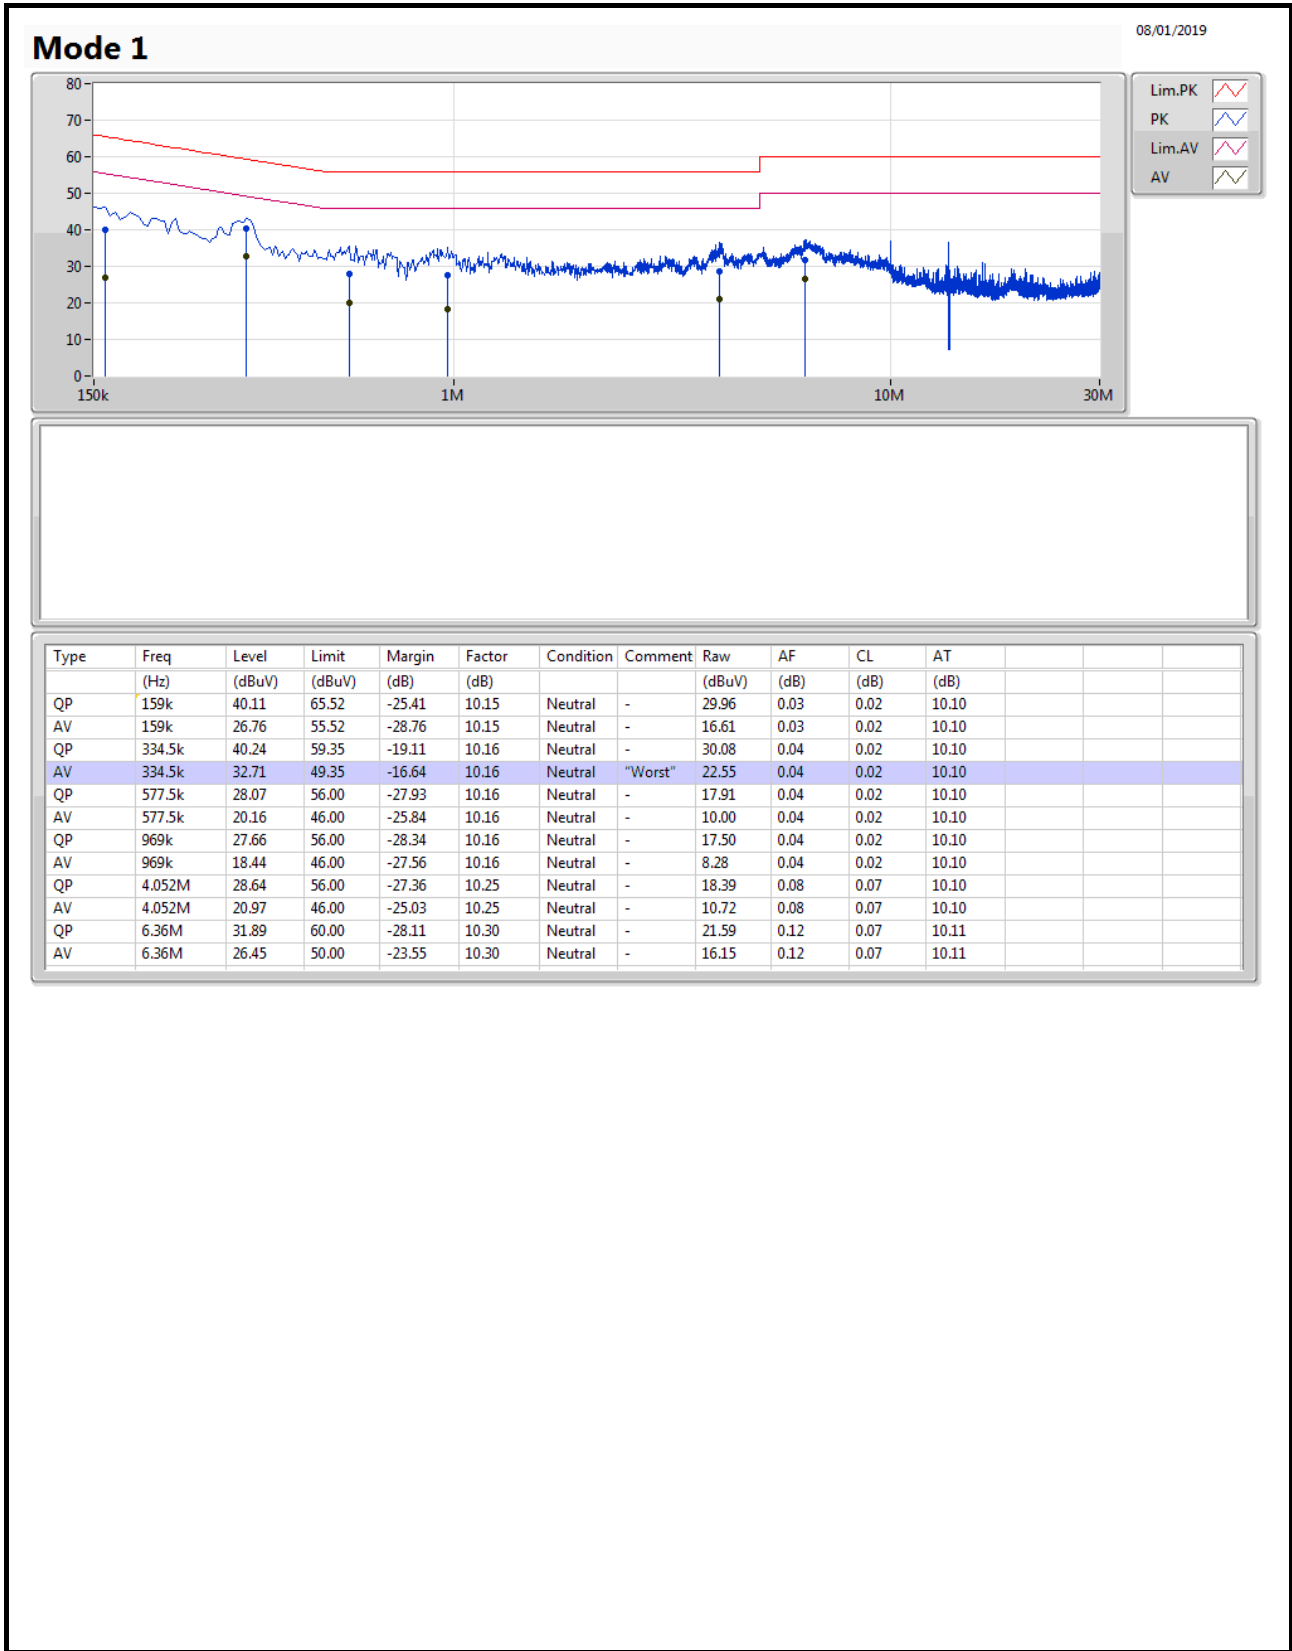 08/01/2019
Mode 1
80
70
60
50
40
30
20
10
0
150k 1M 10M 30M
Lim.PK
PK
Lim.AV
AV
Type Freq Level Limit Margin Factor Condition Comment Raw AF CL AT
(Hz) (dBuV) (dBuV) (dB) (dB) (dBuV) (dB) (dB) (dB)
QP 159k 40.11 65.52 -25.41 10.15 Neutral - 29.96 0.03 0.02 10.10
AV 159k 26.76 55.52 -28.76 10.15 Neutral - 16.61 0.03 0.02 10.10
QP 334.5k 40.24 59.35 -19.11 10.16 Neutral - 30.08 0.04 0.02 10.10
AV 334.5k 32.71 49.35 -16.64 10.16 Neutral "Worst" 22.55 0.04 0.02 10.10
QP 577.5k 28.07 56.00 -27.93 10.16 Neutral - 17.91 0.04 0.02 10.10
AV 577.5k 20.16 46.00 -25.84 10.16 Neutral - 10.00 0.04 0.02 10.10
QP 969k 27.66 56.00 -28.34 10.16 Neutral - 17.50 0.04 0.02 10.10
AV 969k 18.44 46.00 -27.56 10.16 Neutral - 8.28 0.04 0.02 10.10
QP 4.052M 28.64 56.00 -27.36 10.25 Neutral - 18.39 0.08 0.07 10.10
AV 4.052M 20.97 46.00 -25.03 10.25 Neutral - 10.72 0.08 0.07 10.10
QP 6.36M 31.89 60.00 -28.11 10.30 Neutral - 21.59 0.12 0.07 10.11
AV 6.36M 26.45 50.00 -23.55 10.30 Neutral - 16.15 0.12 0.07 10.11